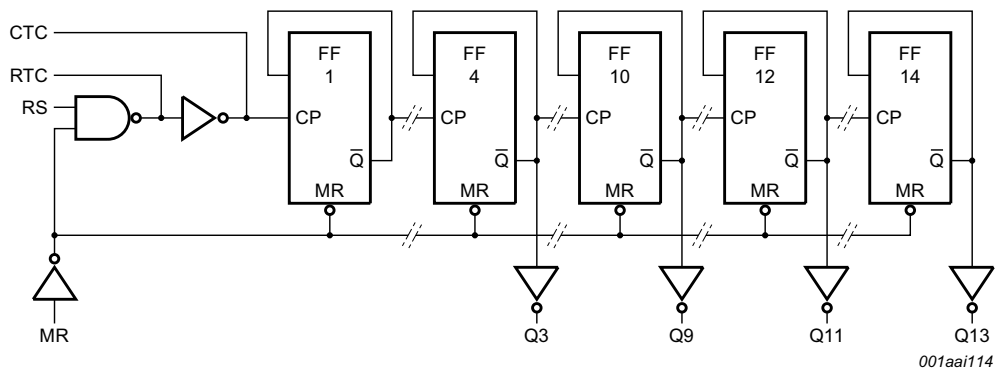 CTC
RTC
RS
FF
1
CP
Q̅
MR
FF
4
CP
Q̅
MR
FF
10
CP
Q̅
MR
FF
12
CP
Q̅
MR
FF
14
CP
Q̅
MR
MR
Q3
Q9
Q11
Q13
001aai114